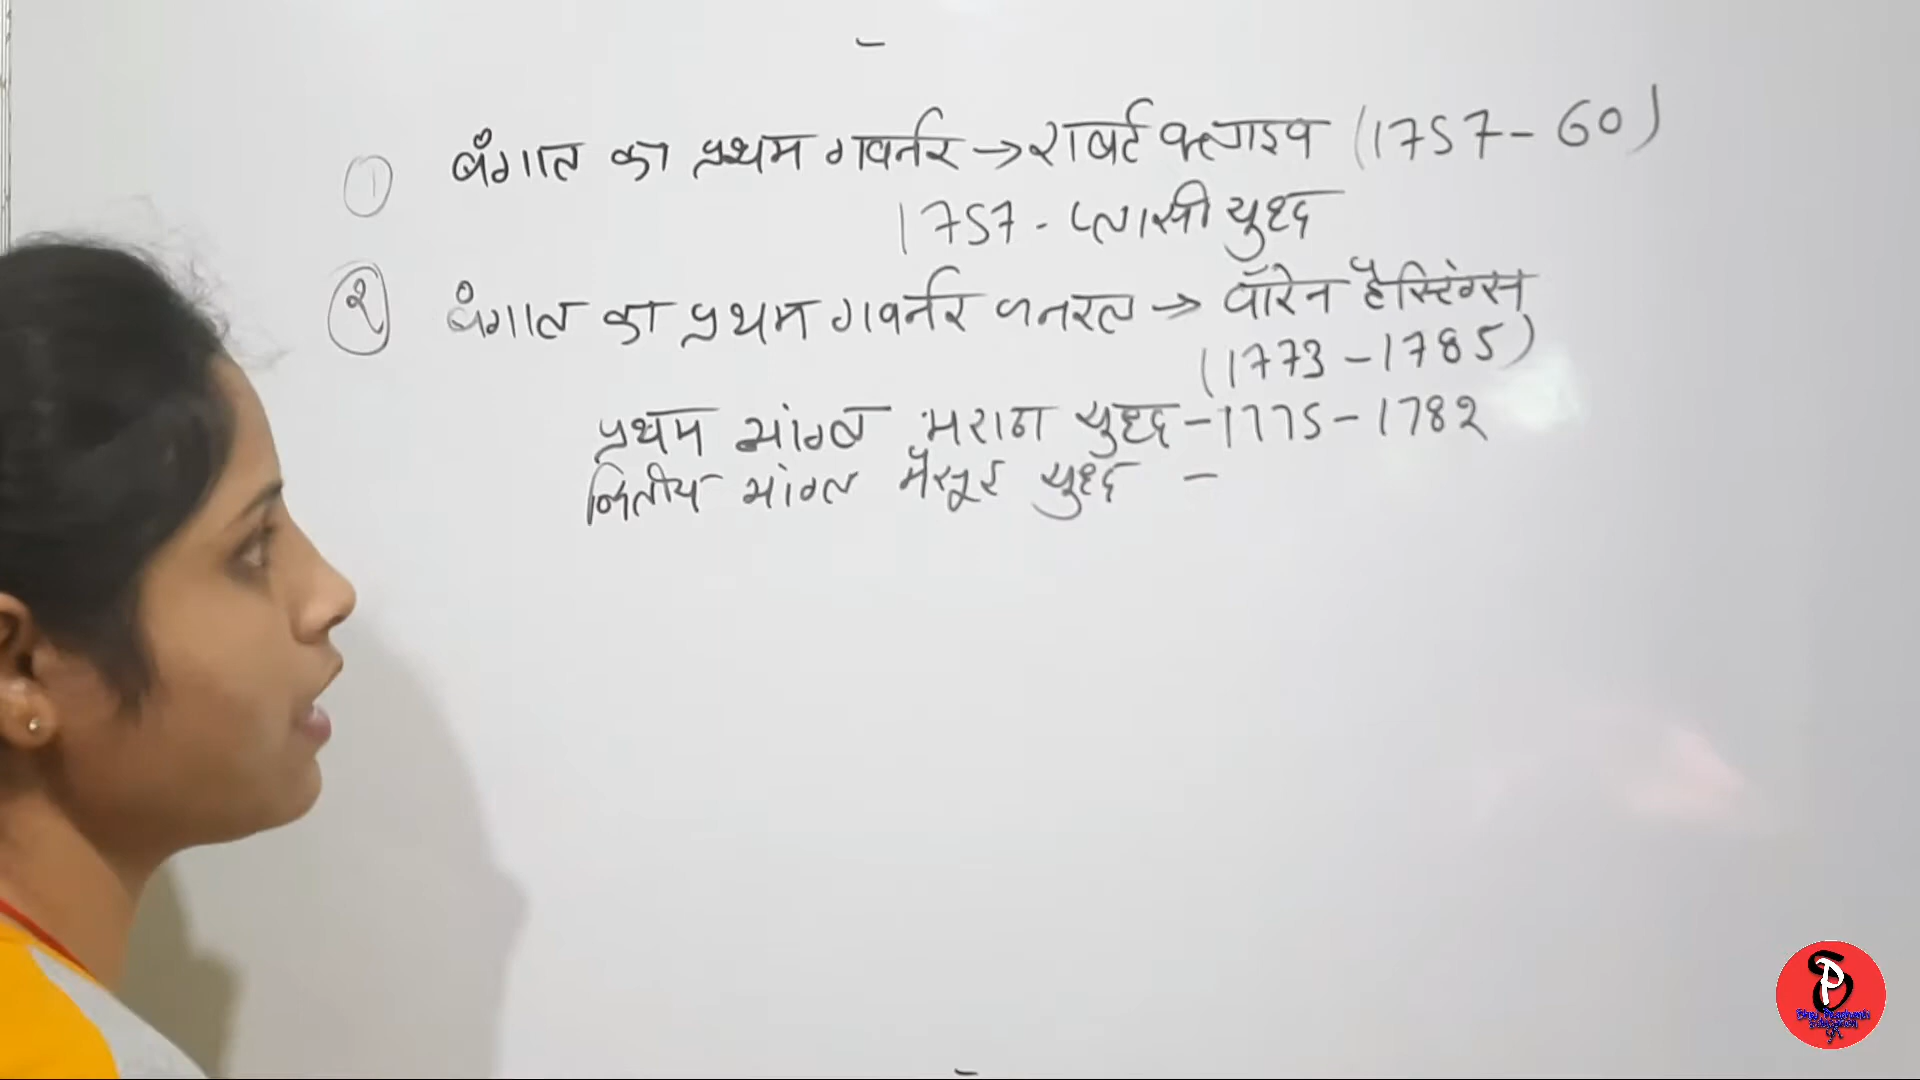 ① बँगाल का प्रथम गवर्नर → राबर्ट क्लाइव (1757 - 60)
1757 - प्लासी युध्द
② बँगाल का प्रथम गवर्नर जनरल → वॉरेन हैस्टिंग्स
(1773 - 1785)
प्रथम आंग्ल मराठा युध्द - 1775 - 1782
द्वितीय आंग्ल मैसूर युध्द -